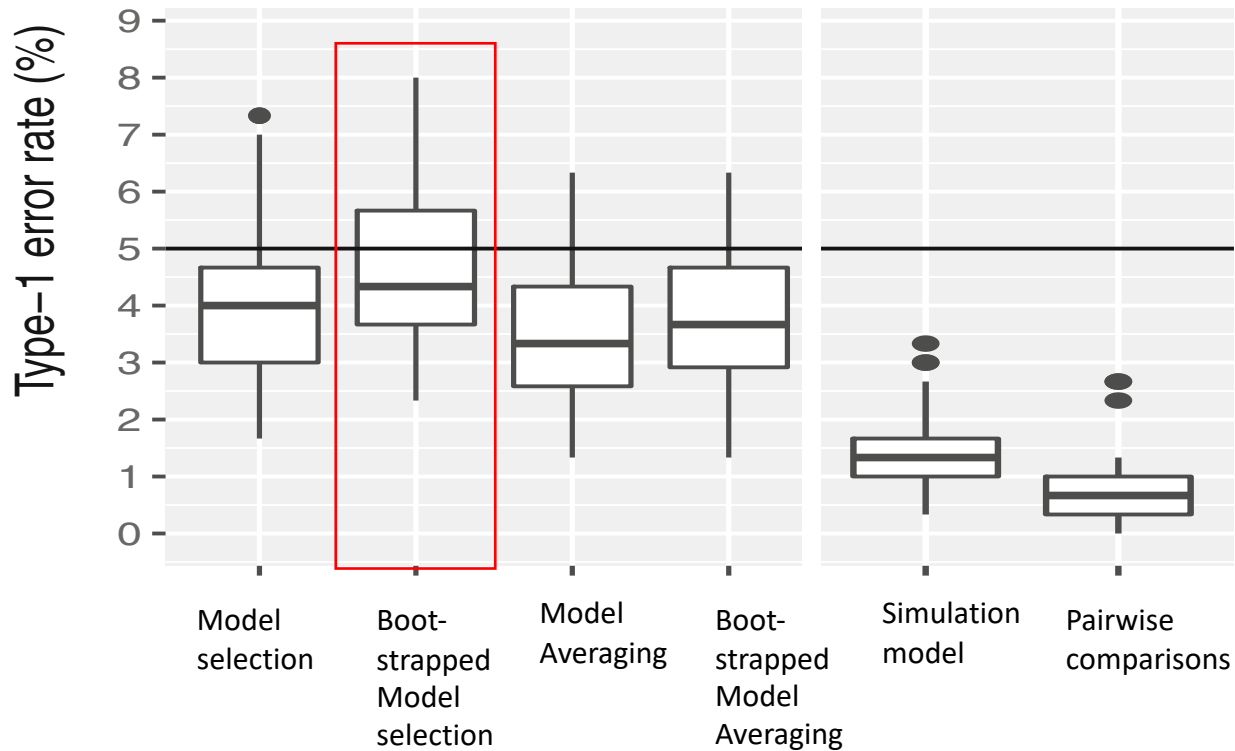 Type−1 error rate (%)
9
8
7
6
5
4
3
2
1
0
Model
selection
Boot-
strapped
Model
selection
Model
Averaging
Boot-
strapped
Model
Averaging
Simulation
model
Pairwise
comparisons